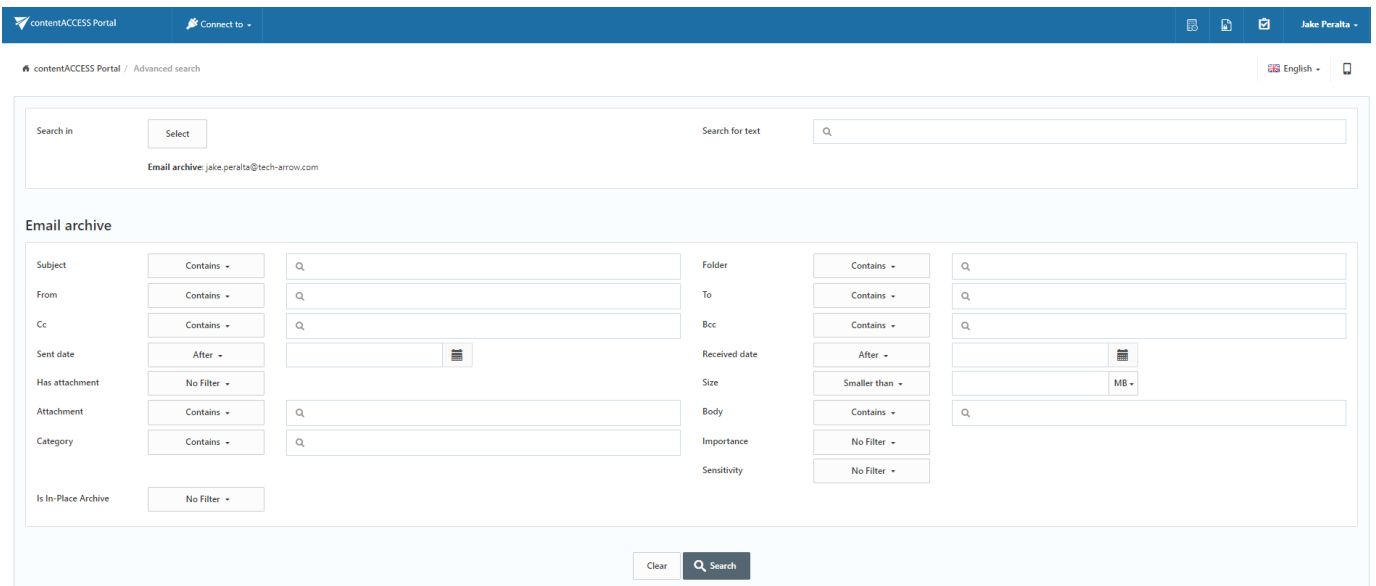 contentACCESS Portal Connect to Jake Peralta
contentACCESS Portal / Advanced search English
Search in Select Search for text
Email archive: jake.peralta@tech-arrow.com
Email archive
Subject Contains Folder Contains
From Contains To Contains
Cc Contains Bcc Contains
Sent date After Received date After
Has attachment No Filter Size Smaller than MB
Attachment Contains Body Contains
Category Contains Importance No Filter
Sensitivity No Filter
Is In-Place Archive No Filter
Clear Search